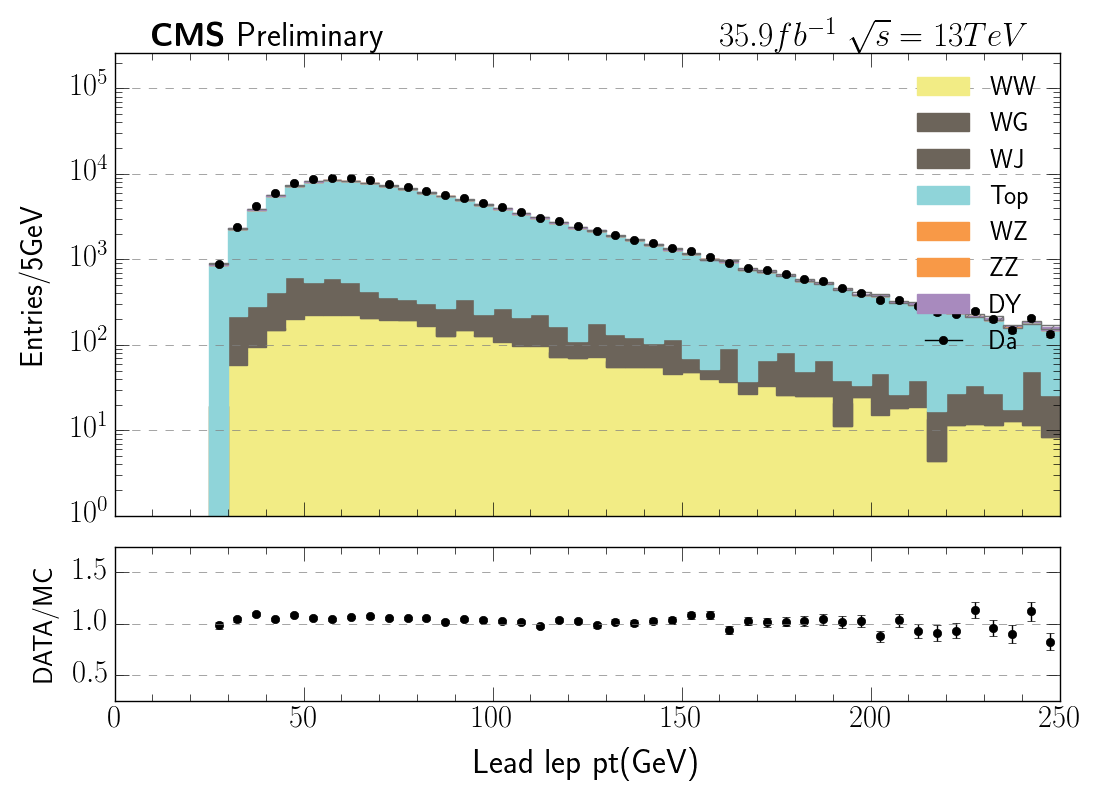 CMS Preliminary 35.9fb⁻¹ √s = 13TeV
Entries/5GeV
10⁵
10⁴
10³
10²
10¹
10⁰
WW
WG
WJ
Top
WZ
ZZ
DY
Da
DATA/MC
1.5
1.0
0.5
0 50 100 150 200 250
Lead lep pt(GeV)